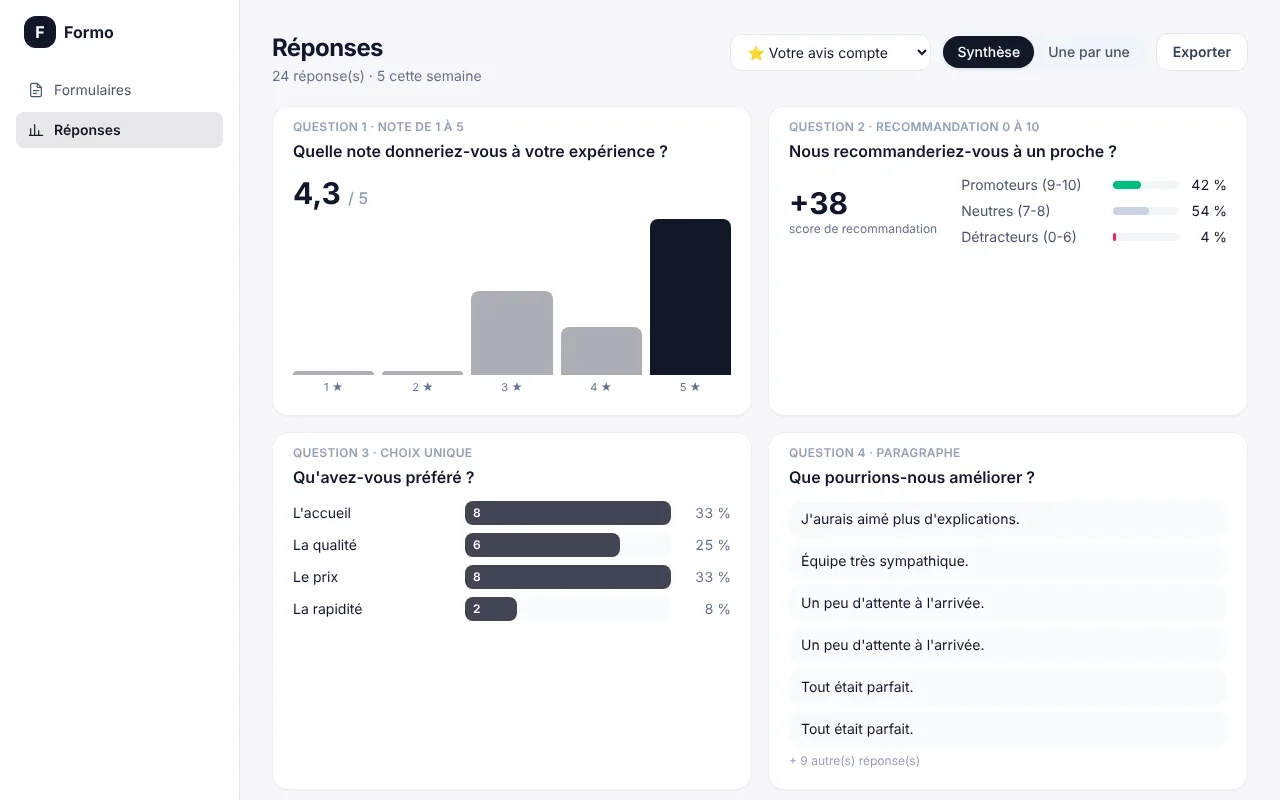 F Formo
Formulaires
Réponses
Réponses
24 réponse(s) · 5 cette semaine
⭐ Votre avis compte
Synthèse
Une par une
Exporter
QUESTION 1 · NOTE DE 1 À 5
Quelle note donneriez-vous à votre expérience ?
4,3 / 5
1 ★ 2 ★ 3 ★ 4 ★ 5 ★
QUESTION 2 · RECOMMANDATION 0 À 10
Nous recommanderiez-vous à un proche ?
+38
score de recommandation
Promoteurs (9-10) 42 %
Neutres (7-8) 54 %
Détracteurs (0-6) 4 %
QUESTION 3 · CHOIX UNIQUE
Qu'avez-vous préféré ?
L'accueil 8 33 %
La qualité 6 25 %
Le prix 8 33 %
La rapidité 2 8 %
QUESTION 4 · PARAGRAPHE
Que pourrions-nous améliorer ?
J'aurais aimé plus d'explications.
Équipe très sympathique.
Un peu d'attente à l'arrivée.
Un peu d'attente à l'arrivée.
Tout était parfait.
Tout était parfait.
+ 9 autre(s) réponse(s)